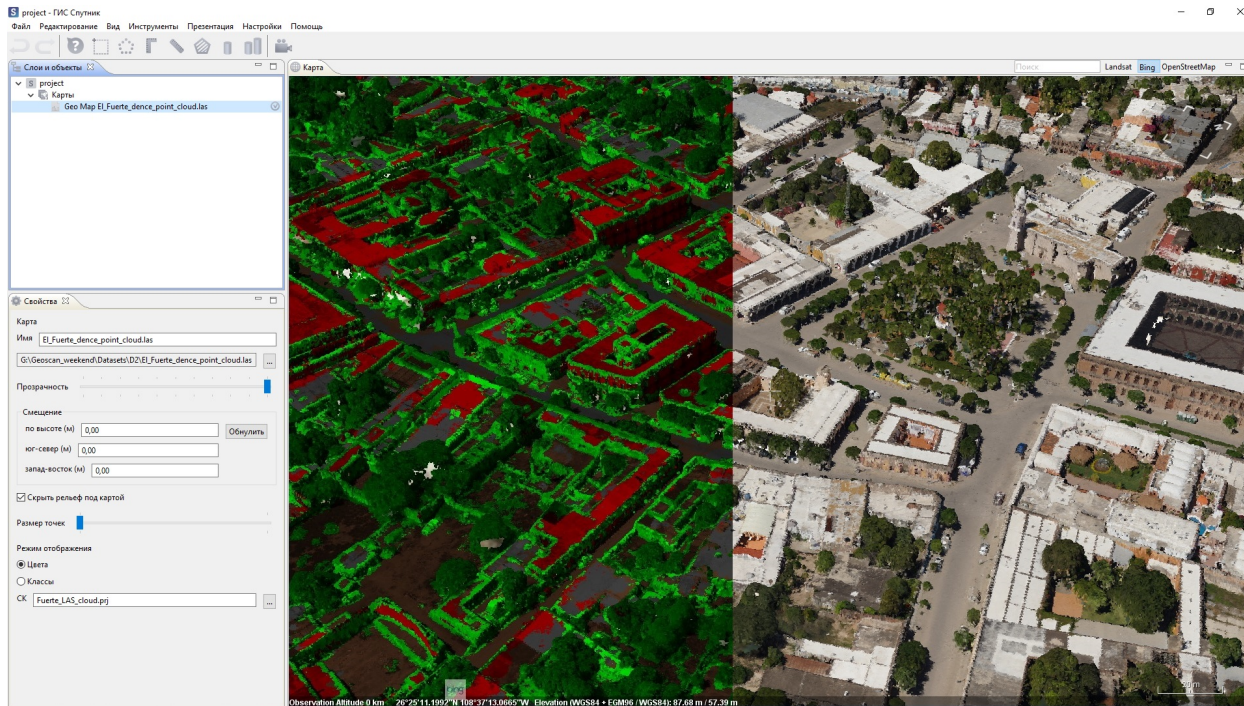 project - ГИС Спутник
Файл Редактирование Вид Инструменты Презентация Настройки Помощь
Слои и объекты
project
Карты
Geo Map El_Fuerte_dence_point_cloud.las
Карта
Поиск
Landsat Bing OpenStreetMap
Свойства
Карта
Имя El_Fuerte_dence_point_cloud.las
G:\Geoscan_weekend\Datasets\D2\El_Fuerte_dence_point_cloud.las ...
Прозрачность
Смещение
по высоте (м) 0,00 Обнулить
юг-север (м) 0,00
запад-восток (м) 0,00
Скрыть рельеф под картой
Размер точек
Режим отображения
Цвета
Классы
СК Fuerte_LAS_cloud.prj ...
Observation Altitude 0 km 26°25'11.1992"N 108°37'13.0665"W Elevation (WGS84 + EGM96 / WGS84): 87.68 m / 57.39 m